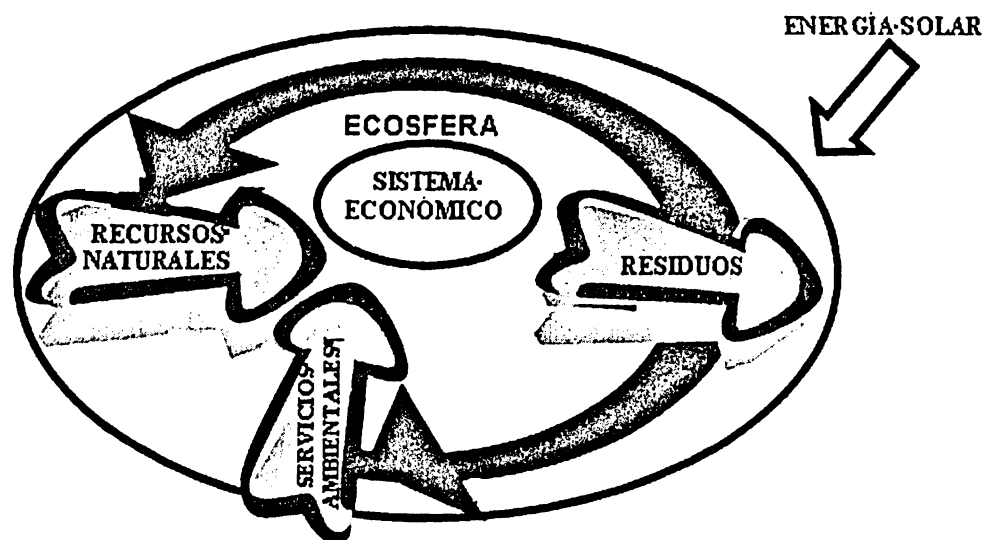 ENERGÍA·SOLAR
ECOSFERA
SISTEMA·
ECONÓMICO
RECURSOS·
NATURALES
RESIDUOS
SERVICIOS·
AMBIENTALES¶